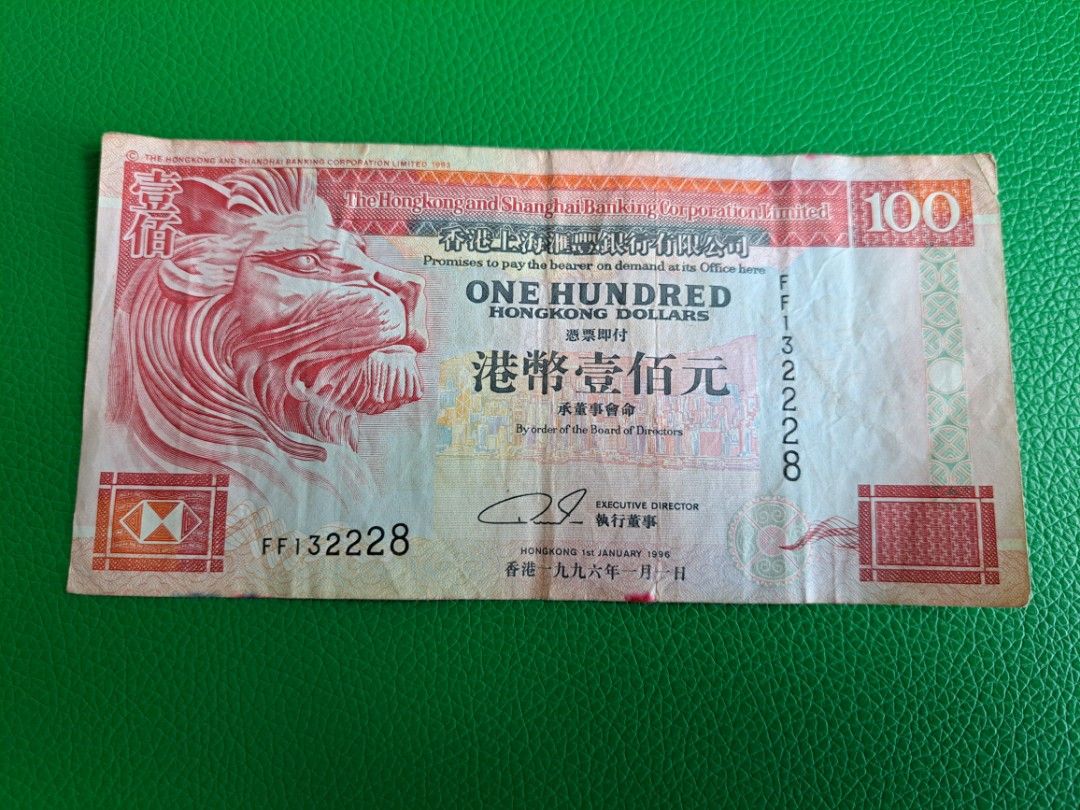 © THE HONGKONG AND SHANGHAI BANKING CORPORATION LIMITED 1993
壹佰
The Hongkong and Shanghai Banking Corporation Limited
100
香港上海滙豐銀行有限公司
Promises to pay the bearer on demand at its Office here
ONE HUNDRED
HONGKONG DOLLARS
憑票即付
港幣壹佰元
承董事會命
By order of the Board of Directors
FF132228
EXECUTIVE DIRECTOR
執行董事
FF132228
HONGKONG 1st JANUARY 1996
香港一九九六年一月一日